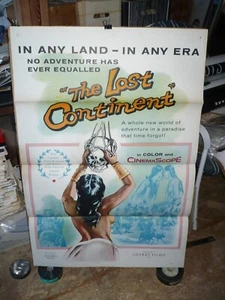 IN ANY LAND – IN ANY ERA
NO ADVENTURE HAS
EVER EQUALLED
"The Lost
Continent"
A whole new world of
adventure in a paradise
that time forgot!
in COLOR and
CINEMASCOPE